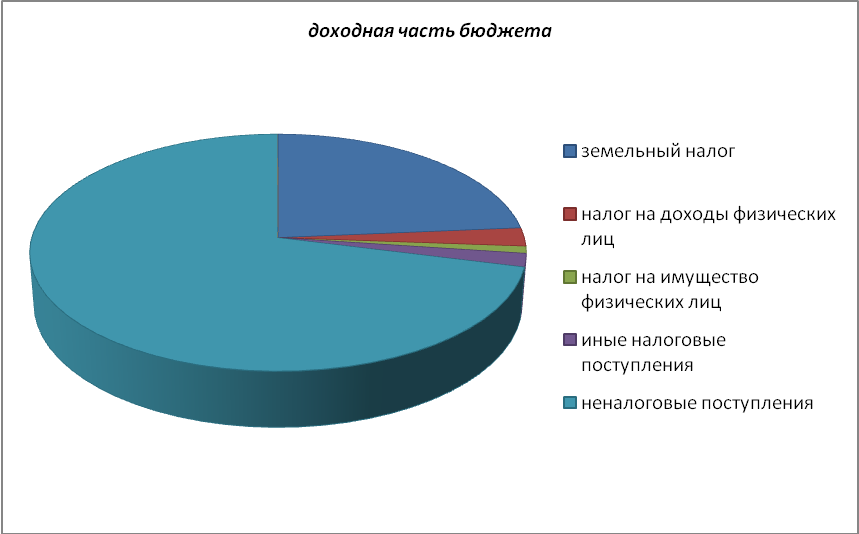 доходная часть бюджета
земельный налог
налог на доходы физических
лиц
налог на имущество
физических лиц
иные налоговые
поступления
неналоговые поступления